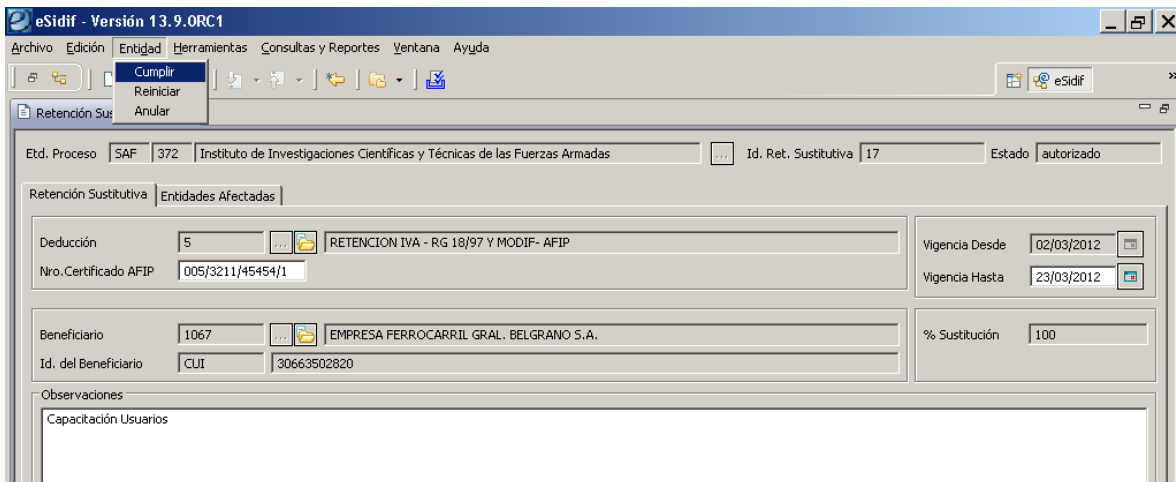 eSidif - Versión 13.9.0RC1
Archivo Edición Entidad Herramientas Consultas y Reportes Ventana Ayuda
Cumplir
Reiniciar
Anular
eSidif
»
Retención Sus
Etd. Proceso SAF 372 Instituto de Investigaciones Científicas y Técnicas de las Fuerzas Armadas ... Id. Ret. Sustitutiva 17 Estado autorizado
Retención Sustitutiva Entidades Afectadas
Deducción 5 ... RETENCION IVA - RG 18/97 Y MODIF- AFIP Vigencia Desde 02/03/2012
Nro.Certificado AFIP 005/3211/45454/1 Vigencia Hasta 23/03/2012
Beneficiario 1067 ... EMPRESA FERROCARRIL GRAL. BELGRANO S.A. % Sustitución 100
Id. del Beneficiario CUI 30663502820
Observaciones
Capacitación Usuarios